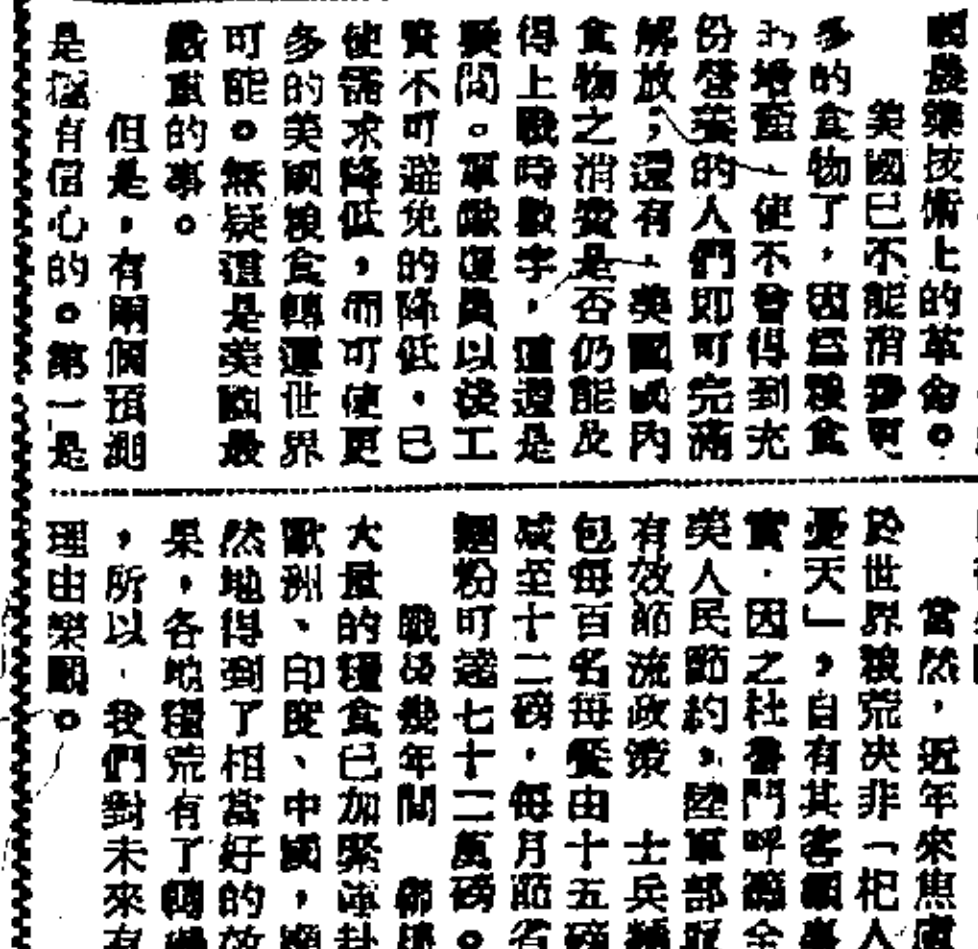 國農業技術上的革命。
美國已不能消費更
多的食物了,因爲糧食
的增產,使不會得到充
份營養的人們即可完滿
解放;還有,美國國內
食物之消費是否仍能及
得上戰時數字,這還是
疑問。軍隊復員以後工
資不可避免的降低,已
使需求降低,而可使更
多的美國糧食轉運世界
可能。無疑這是美國最
嚴重的事。
但是,有兩個預測
是極有信心的。第一是
當然,近年來焦慮
於世界糧荒決非「杞人
憂天」,自有其客觀事
實,因之杜魯門呼籲全
美人民節約,陸軍部
有效節流政策 士兵麵
包每百名每餐由十五磅
減至十二磅,每月節省
麵粉可達七十二萬磅。
戰後幾年間
大量的糧食已加緊運
歐洲、印度、中國,
然地得到了相當好的效
果,各地糧荒有了
,所以,我們對未來有
理由樂觀。